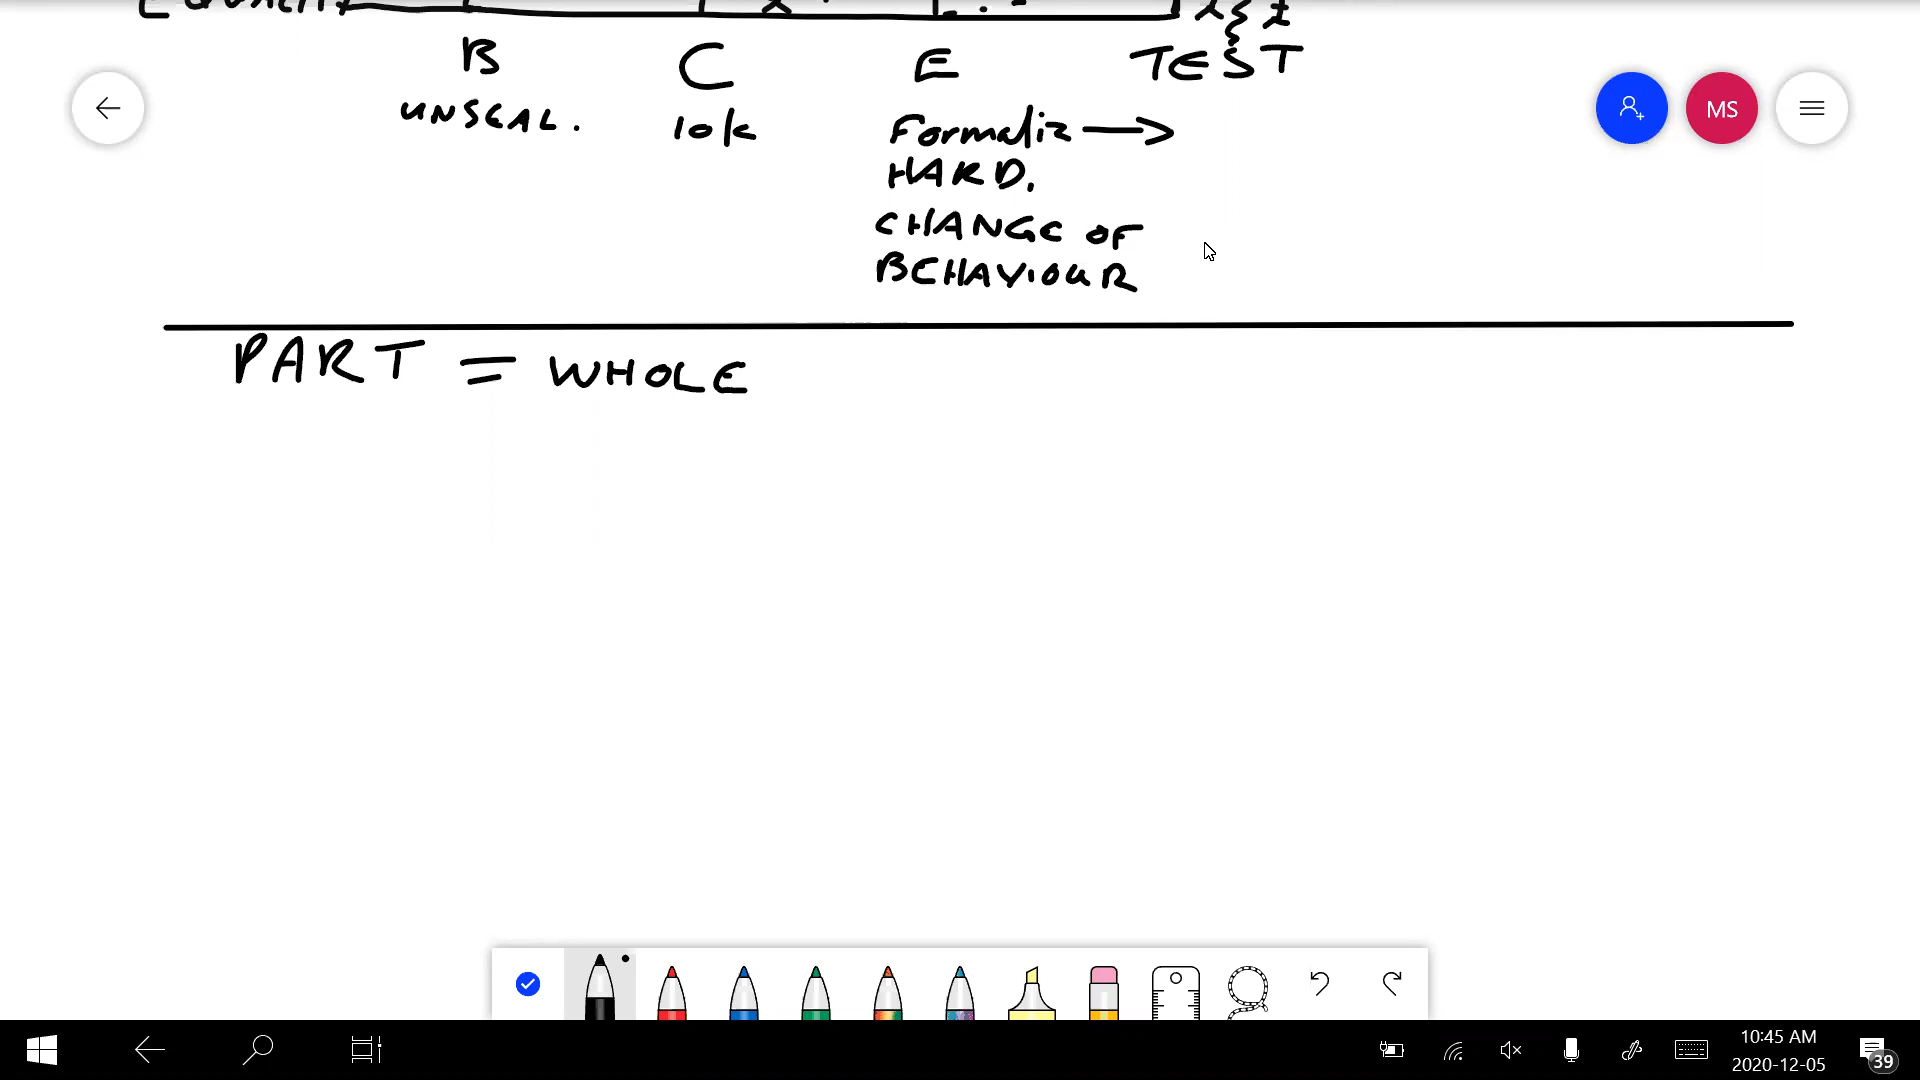 B C E TEST
UNSCAL. 10k Formaliz
HARD.
CHANGE OF
BEHAVIOUR
PART = WHOLE
MS
10:45 AM
2020-12-05
39